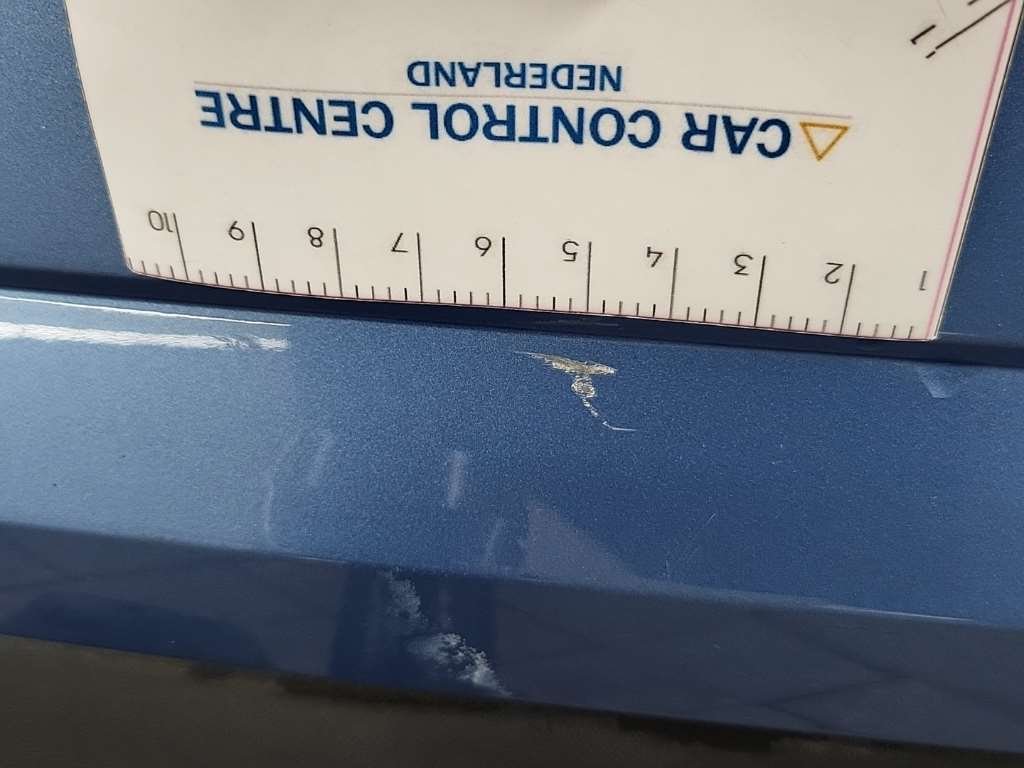 1 2 3 4 5 6 7 8 9 10
CAR CONTROL CENTRE
NEDERLAND